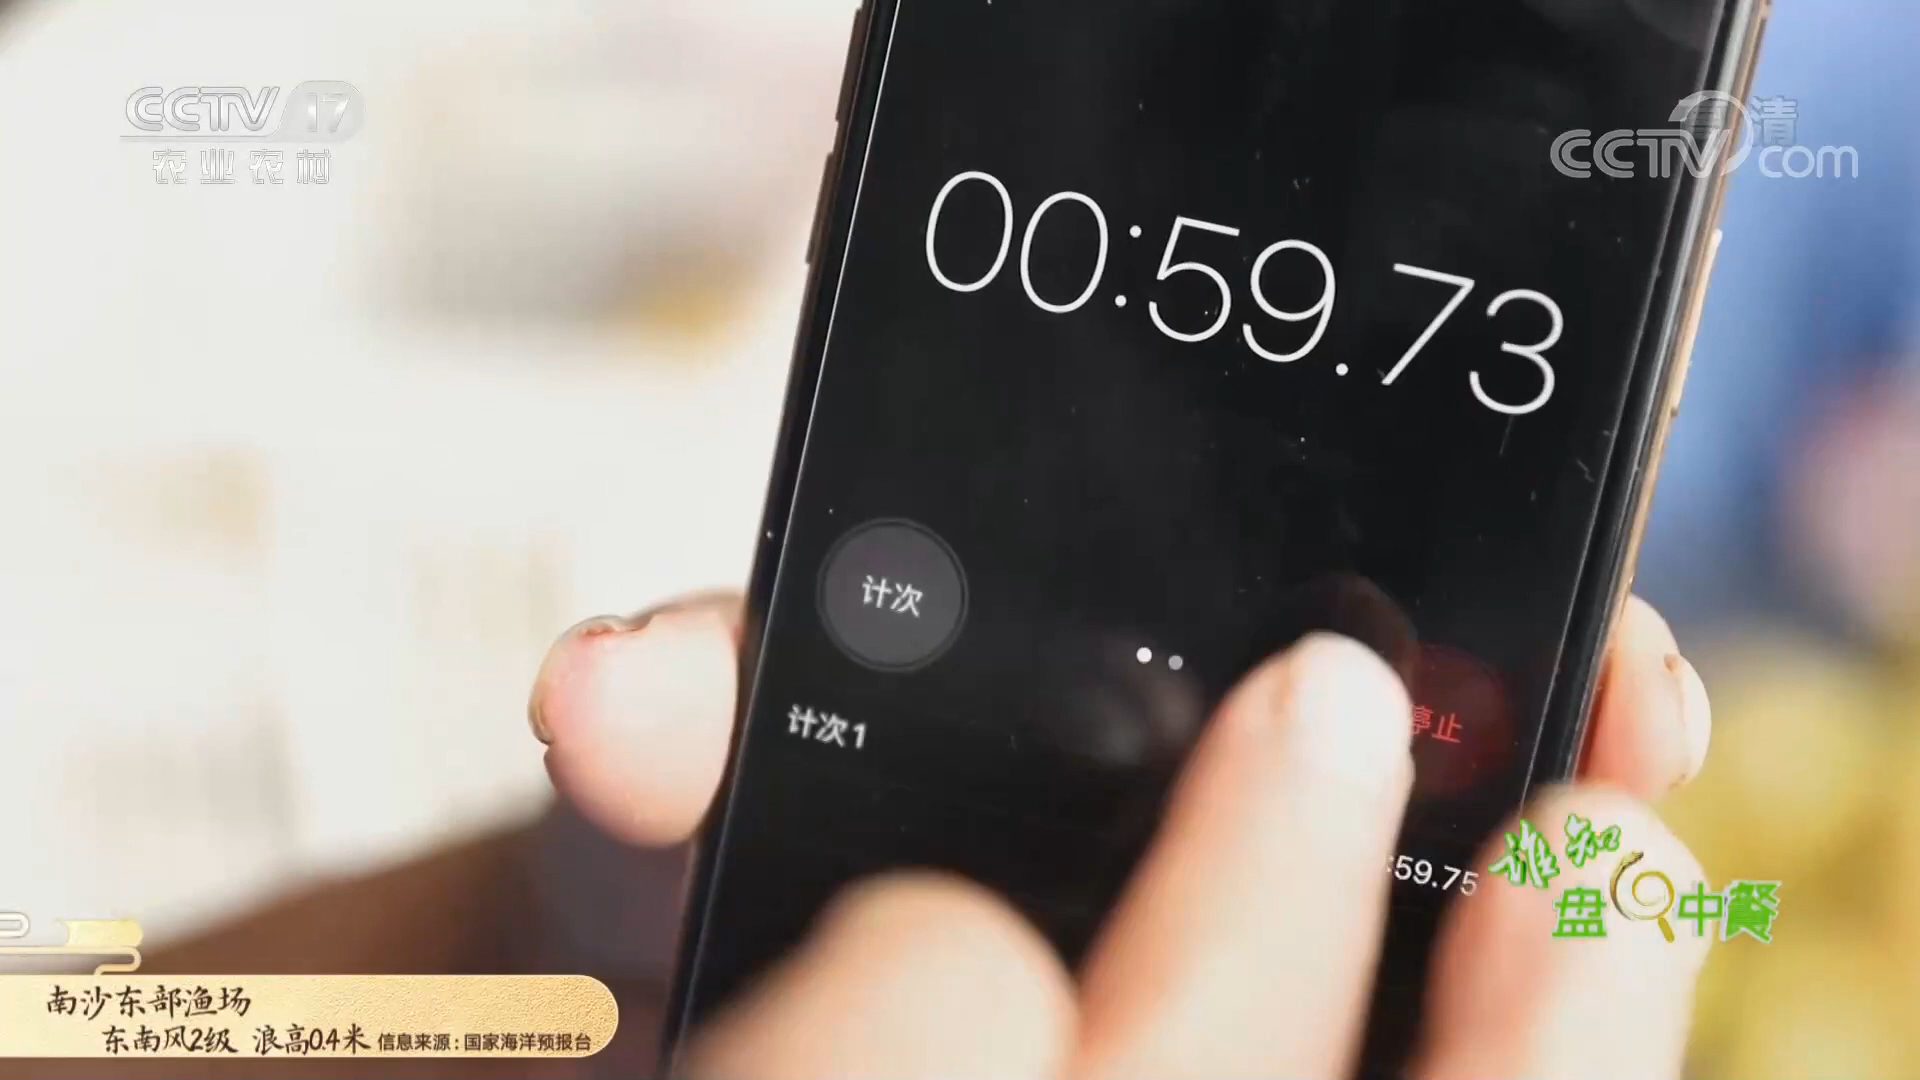 CCTV 17
农业农村
高清
CCTV com
00:59.73
计次
停止
计次 1
:59.75
谁知
盘中餐
南沙东部渔场
东南风2级 浪高0.4米 信息来源:国家海洋预报台